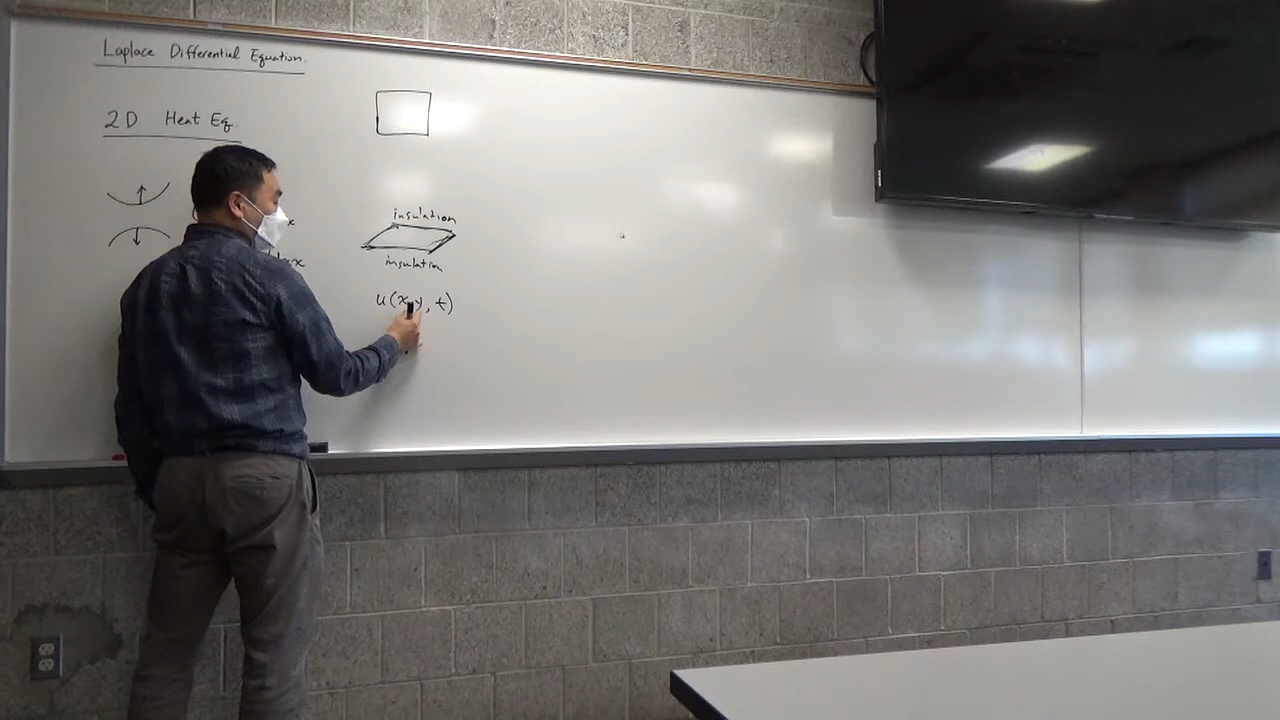 Laplace Differential Equation.
2D Heat Eq.
insulation
insulation
u(x,y,t)